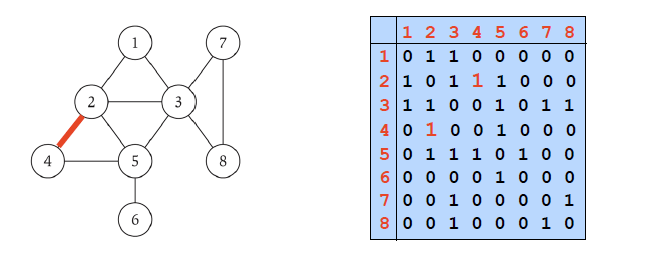 1
7
2
3
4
5
8
6
1 2 3 4 5 6 7 8
1 0 1 1 0 0 0 0 0
2 1 0 1 1 1 0 0 0
3 1 1 0 0 1 0 1 1
4 0 1 0 0 1 0 0 0
5 0 1 1 1 0 1 0 0
6 0 0 0 0 1 0 0 0
7 0 0 1 0 0 0 0 1
8 0 0 1 0 0 0 1 0